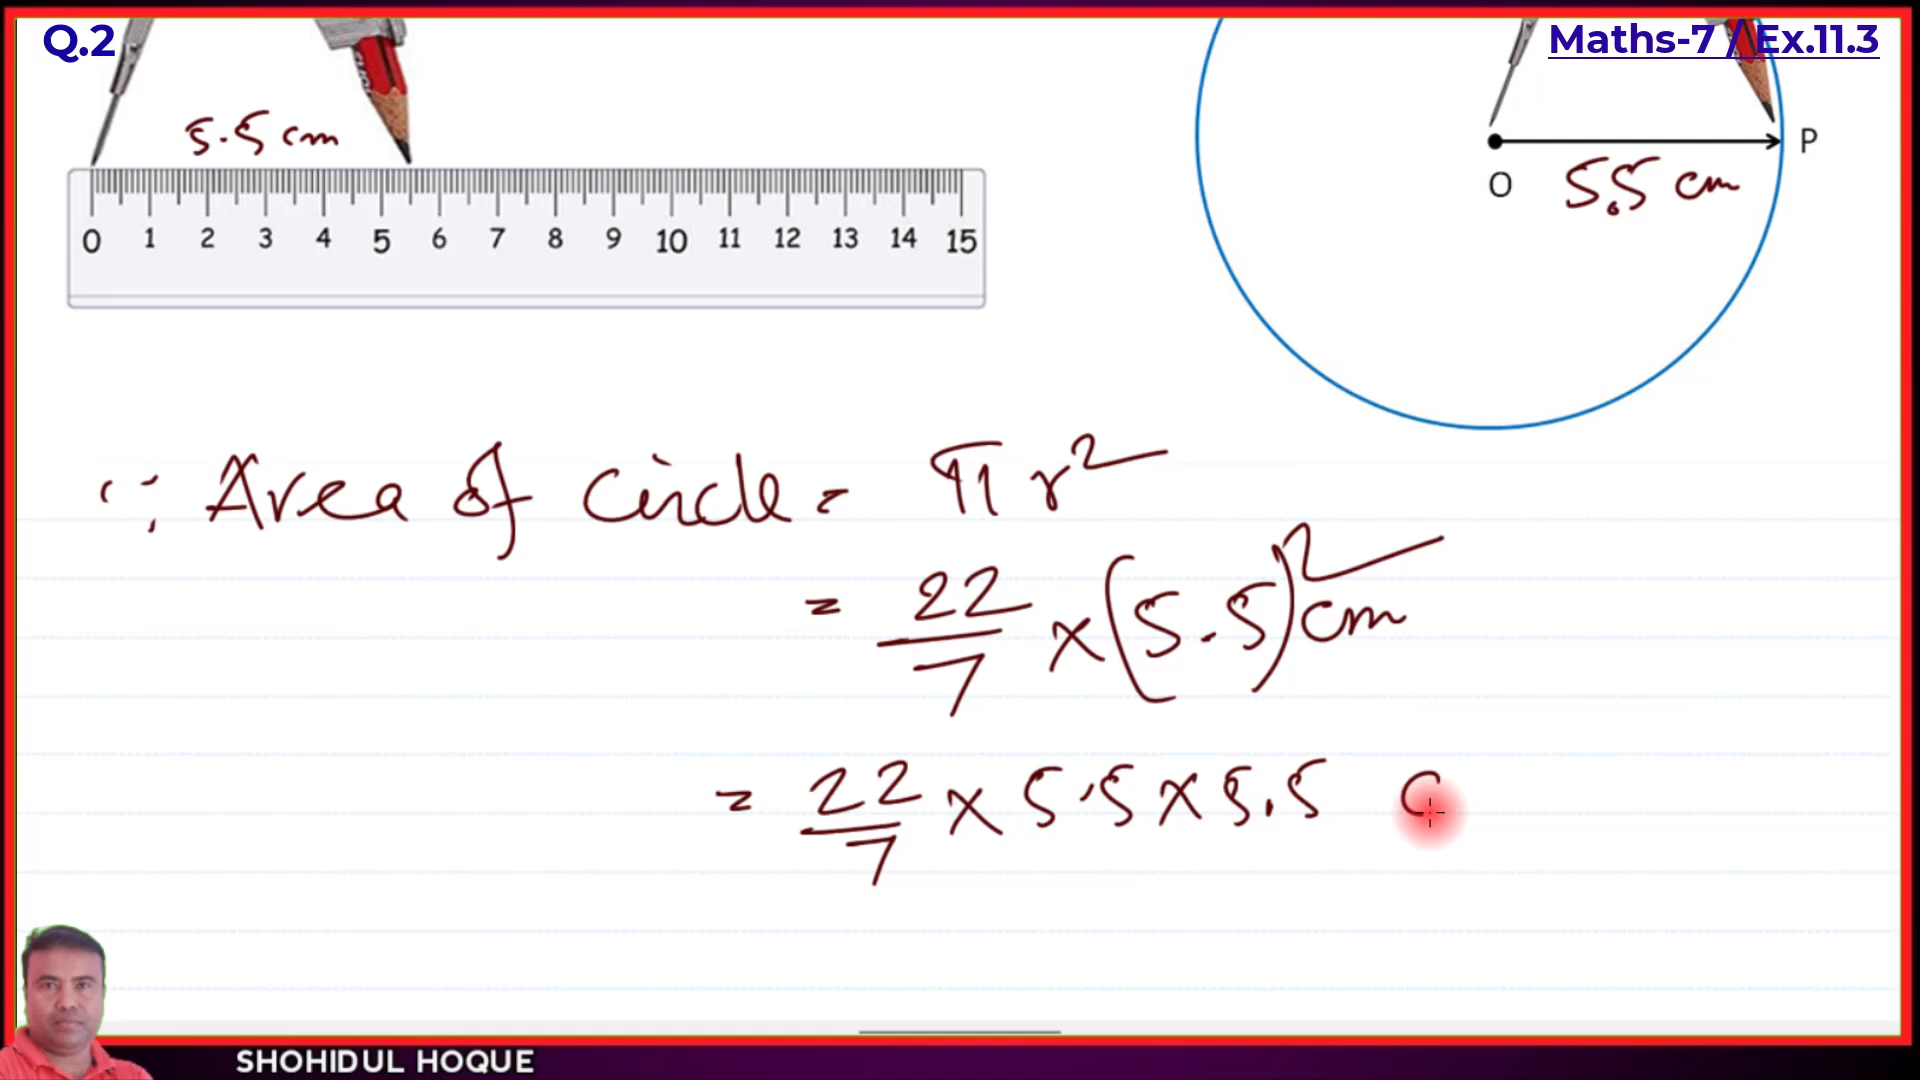 Q.2
Maths-7 / Ex.11.3
5.5 cm
P
O 5.5 cm
0 1 2 3 4 5 6 7 8 9 10 11 12 13 14 15
∵ Area of circle = πr²
= 22/7 × (5.5)² cm
= 22/7 × 5.5 × 5.5 c
SHOHIDUL HOQUE